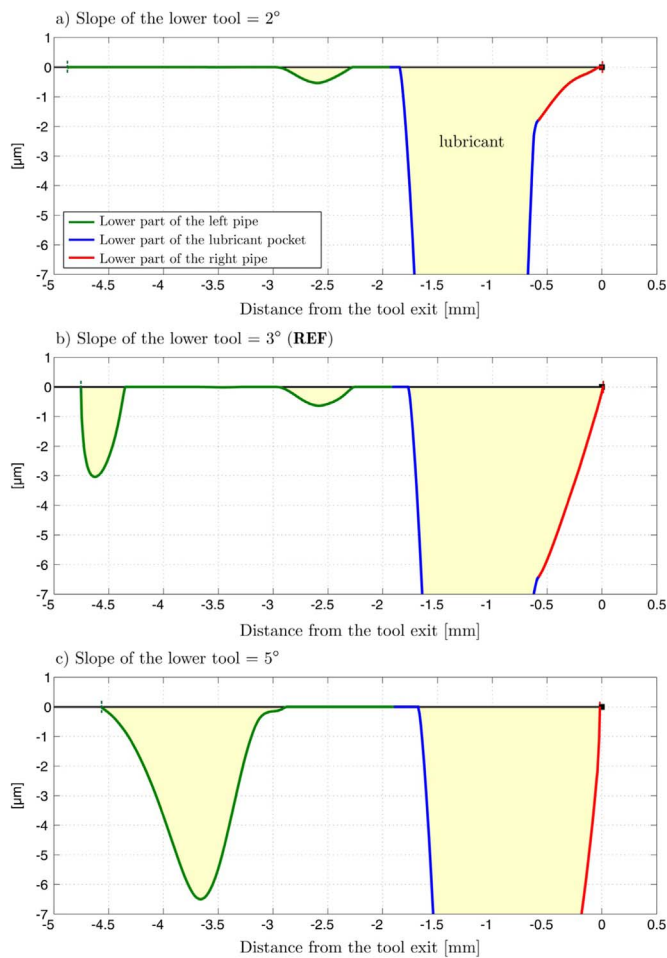 a) Slope of the lower tool = 2°
1
0
-1
-2
-3
-4
-5
-6
-7
[μm]
lubricant
Lower part of the left pipe
Lower part of the lubricant pocket
Lower part of the right pipe
-5 -4.5 -4 -3.5 -3 -2.5 -2 -1.5 -1 -0.5 0 0.5
Distance from the tool exit [mm]
b) Slope of the lower tool = 3° (REF)
1
0
-1
-2
-3
-4
-5
-6
-7
[μm]
-5 -4.5 -4 -3.5 -3 -2.5 -2 -1.5 -1 -0.5 0 0.5
Distance from the tool exit [mm]
c) Slope of the lower tool = 5°
1
0
-1
-2
-3
-4
-5
-6
-7
[μm]
-5 -4.5 -4 -3.5 -3 -2.5 -2 -1.5 -1 -0.5 0 0.5
Distance from the tool exit [mm]